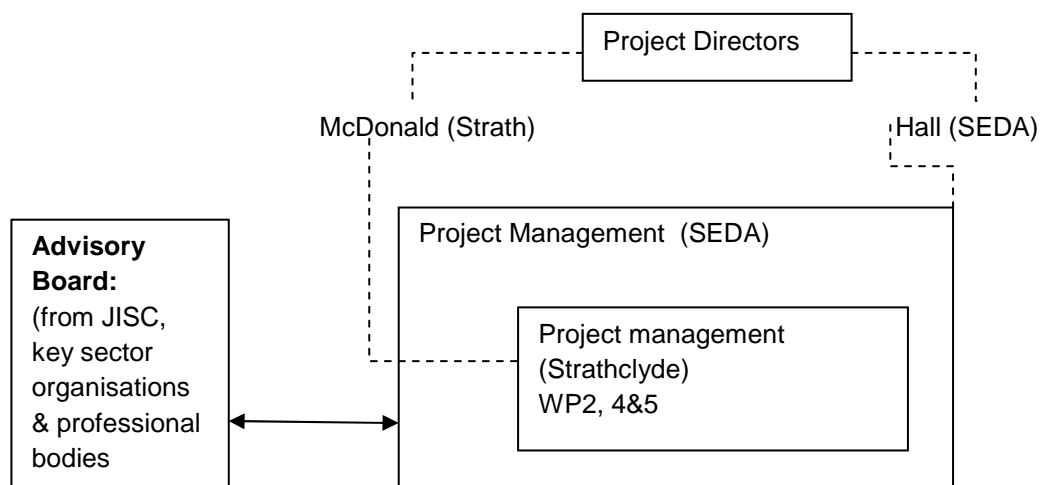 Project Directors
McDonald (Strath)
Hall (SEDA)
Project Management (SEDA)
Advisory
Board:
(from JISC,
key sector
organisations
& professional
bodies
Project management
(Strathclyde)
WP2, 4&5